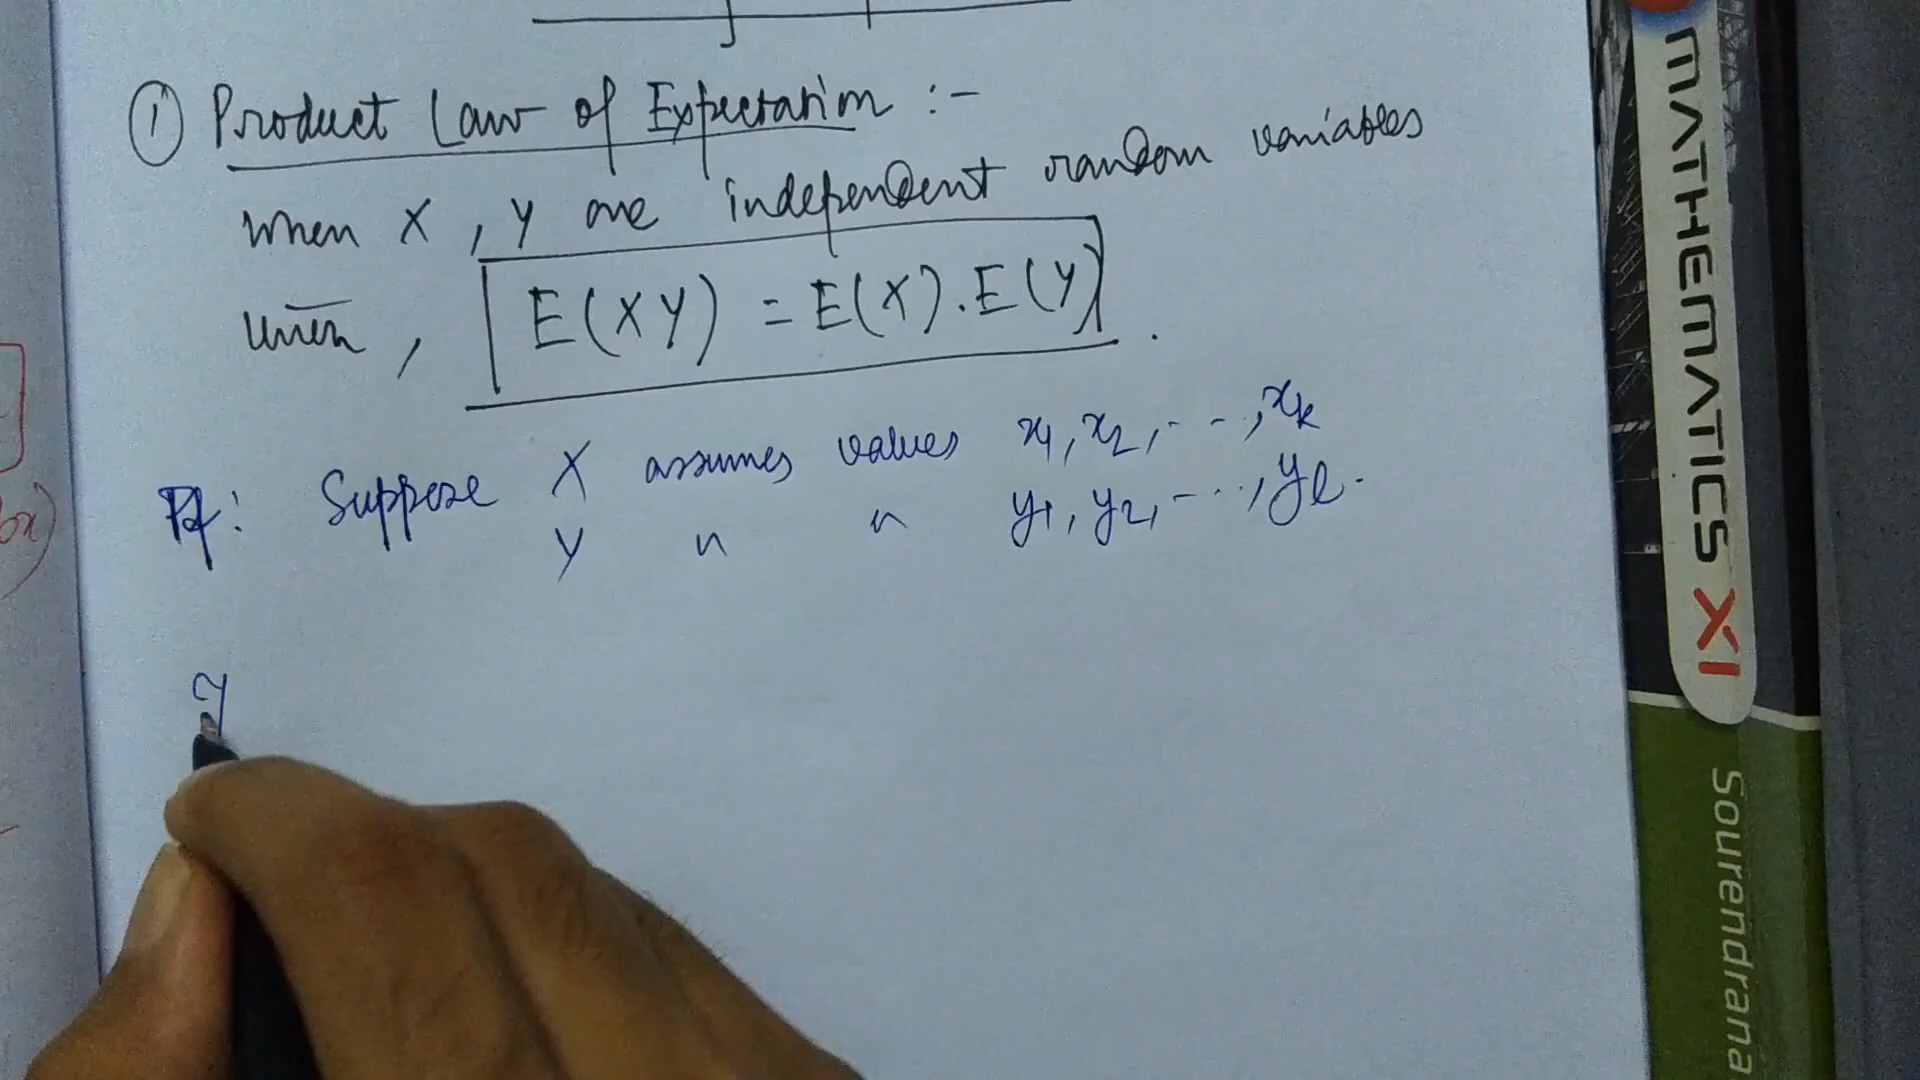 ① Product Law of Expectation :-
when X, Y are independent random variables
then, E(XY) = E(X).E(Y).
Pf: Suppose X assumes values x1, x2, - - -, xk
Y " " y1, y2, - - -, yl.
MATHEMATICS XI
Sourendrana